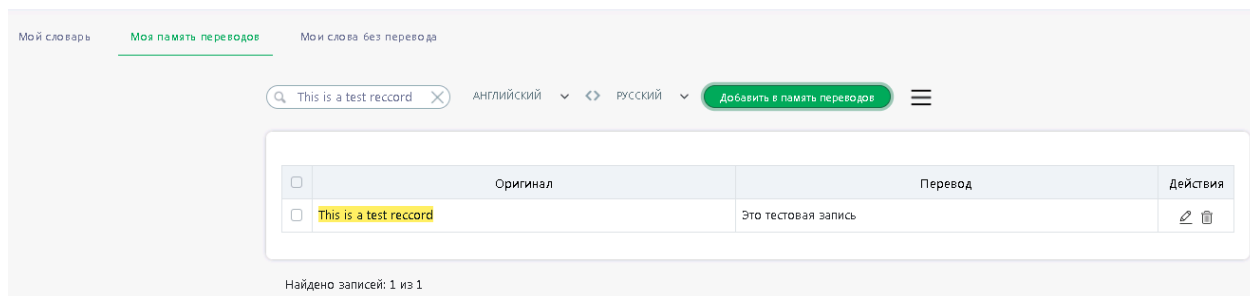 Мой словарь Моя память переводов Мои слова без перевода
This is a test reccord АНГЛИЙСКИЙ <> РУССКИЙ Добавить в память переводов
Оригинал Перевод Действия
This is a test reccord Это тестовая запись
Найдено записей: 1 из 1